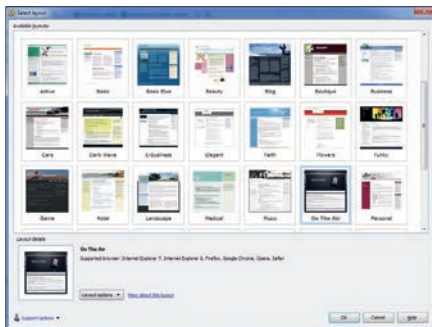 Select layout
Available layouts
Active Basic Basic Blue Beauty Blog Boutique Business
Cars Dark Wave E-Business Elegant Faith Flowers Funky
Genie Hotel Landscape Medical Music On The Air Personal
Layout details
On The Air
Supported browser: Internet Explorer 7, Internet Explorer 8, Firefox, Google Chrome, Opera, Safari
Layout options
More about this layout
Support options
OK Cancel Help